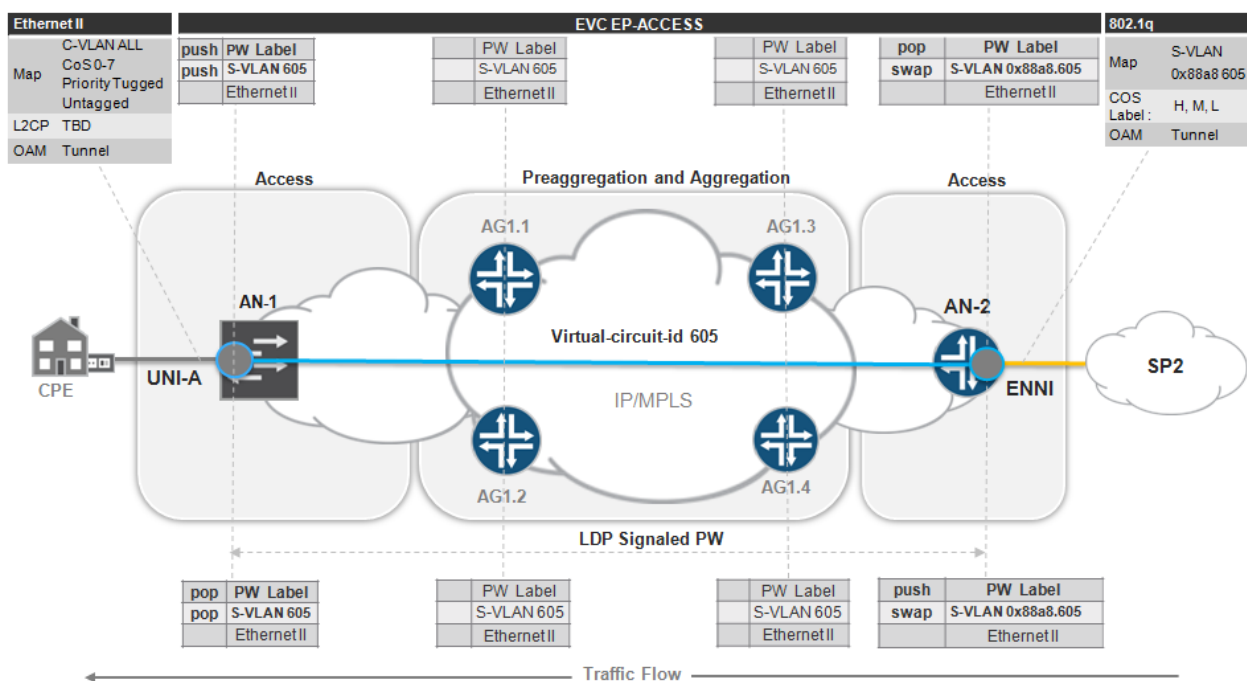 Ethernet II
EVC EP-ACCESS
802.1q
Map
C-VLAN ALL
CoS 0-7
Priority Tugged
Untagged
L2CP TBD
OAM Tunnel
push PW Label
push S-VLAN 605
Ethernet II
PW Label
S-VLAN 605
Ethernet II
PW Label
S-VLAN 605
Ethernet II
pop PW Label
swap S-VLAN 0x88a8.605
Ethernet II
Map
S-VLAN
0x88a8 605
COS
Label :
H, M, L
OAM Tunnel
Access
Preaggregation and Aggregation
Access
AG1.1
AG1.3
AN-1
AN-2
Virtual-circuit-id 605
CPE
UNI-A
IP/MPLS
ENNI
SP2
AG1.2
AG1.4
LDP Signaled PW
pop PW Label
pop S-VLAN 605
Ethernet II
PW Label
S-VLAN 605
Ethernet II
PW Label
S-VLAN 605
Ethernet II
push PW Label
swap S-VLAN 0x88a8.605
Ethernet II
Traffic Flow